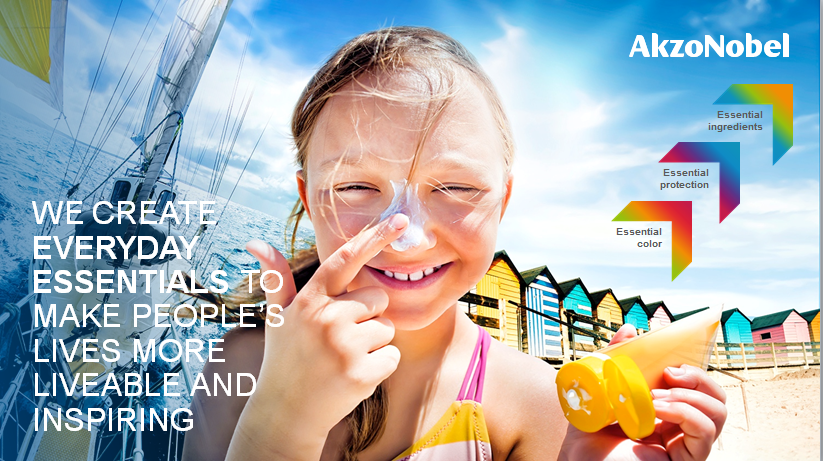 AkzoNobel
Essential
ingredients
Essential
protection
Essential
color
WE CREATE
EVERYDAY
ESSENTIALS TO
MAKE PEOPLE'S
LIVES MORE
LIVEABLE AND
INSPIRING